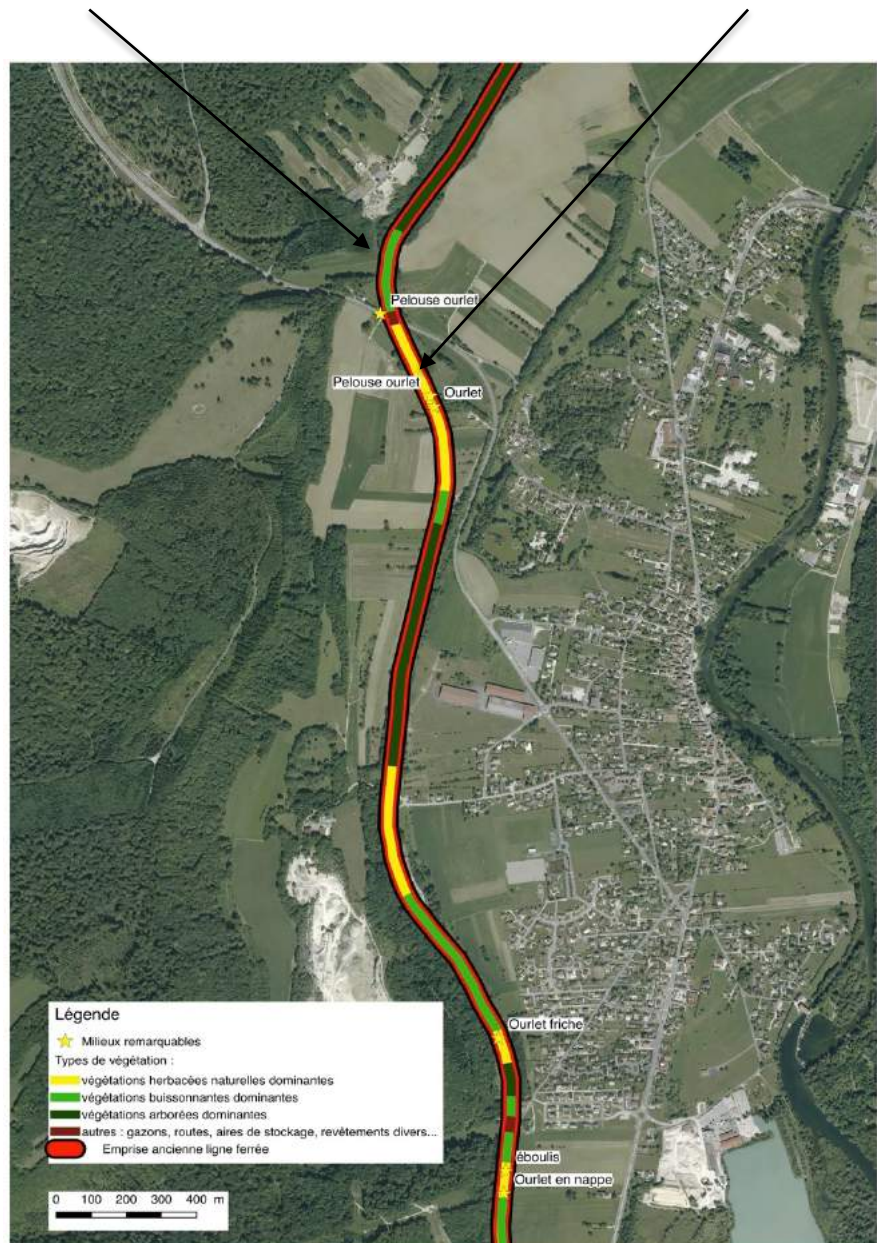 Pelouse ourlet
Pelouse ourlet
Ourlet
Ourlet friche
éboulis
Ourlet en nappe
Légende
Milieux remarquables
Types de végétation :
végétations herbacées naturelles dominantes
végétations buissonnantes dominantes
végétations arborées dominantes
autres : gazons, routes, aires de stockage, revêtements divers...
Emprise ancienne ligne ferrée
0 100 200 300 400 m